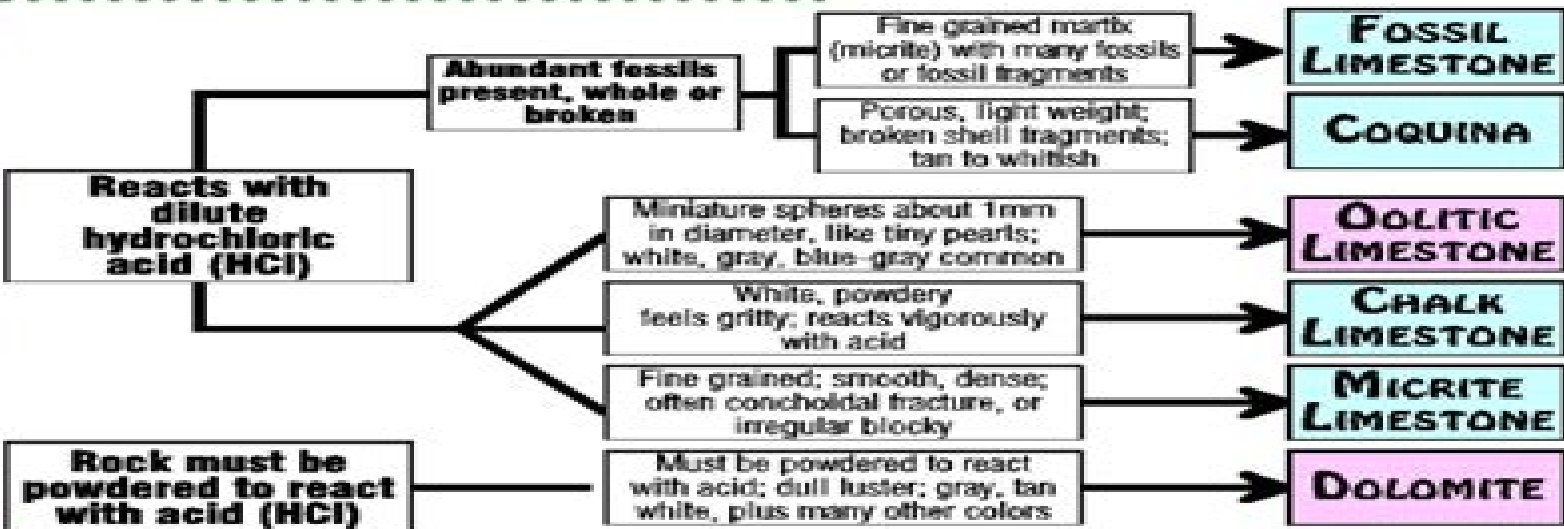 Fine grained martix
(micrite) with many fossils
or fossil fragments
FOSSIL
LIMESTONE
Abundant fossils
present, whole or
broken
Porous, light weight;
broken shell fragments;
tan to whitish
COQUINA
Reacts with
dilute
hydrochloric
acid (HCl)
Miniature spheres about 1mm
in diameter, like tiny pearls;
white, gray, blue-gray common
OOLITIC
LIMESTONE
White, powdery
feels gritty; reacts vigorously
with acid
CHALK
LIMESTONE
Fine grained; smooth, dense;
often conchoidal fracture, or
irregular blocky
MICRITE
LIMESTONE
Rock must be
powdered to react
with acid (HCl)
Must be powdered to react
with acid; dull luster; gray, tan
white, plus many other colors
DOLOMITE